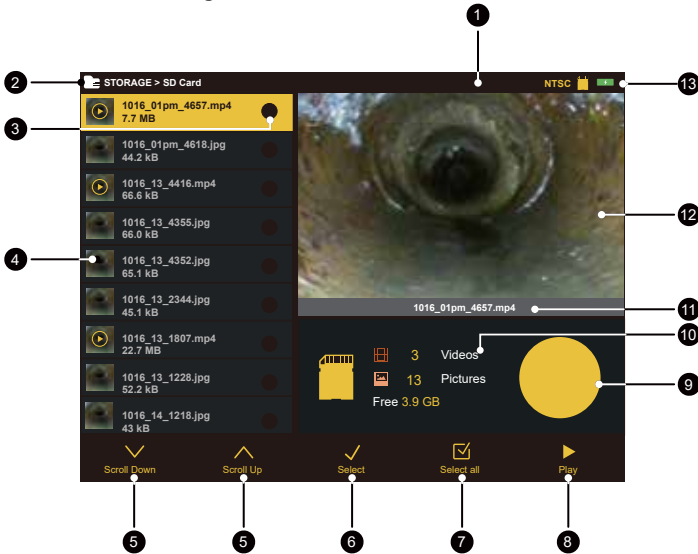 1
2
STORAGE > SD Card
NTSC
13
1016_01pm_4657.mp4
7.7 MB
3
1016_01pm_4618.jpg
44.2 kB
1016_13_4416.mp4
66.6 kB
1016_13_4355.jpg
66.0 kB
12
4
1016_13_4352.jpg
65.1 kB
1016_13_2344.jpg
45.1 kB
1016_13_1807.mp4
22.7 MB
1016_13_1228.jpg
52.2 kB
1016_14_1218.jpg
43 kB
1016_01pm_4657.mp4
11
10
3 Videos
13 Pictures
Free 3.9 GB
9
Scroll Down
Scroll Up
Select
Select all
Play
5
5
6
7
8